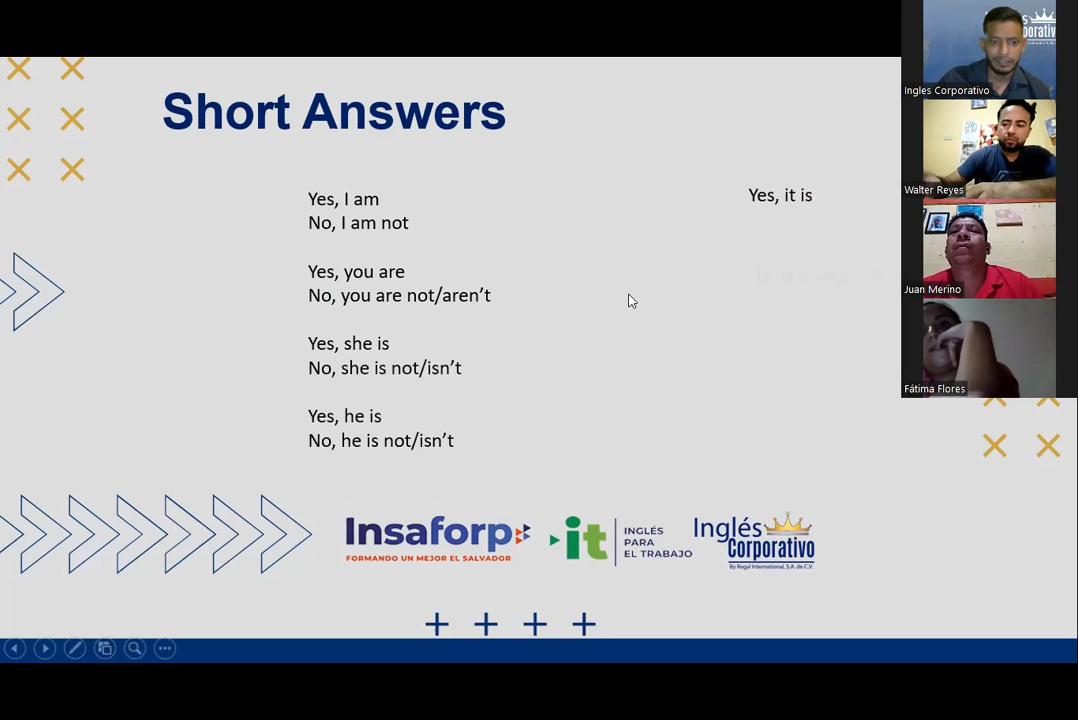 Short Answers
Yes, I am
No, I am not
Yes, you are
No, you are not/aren't
Yes, she is
No, she is not/isn't
Yes, he is
No, he is not/isn't
Yes, it is
Insaforp
FORMANDO UN MEJOR EL SALVADOR
it
INGLÉS
PARA
EL TRABAJO
Inglés
Corporativo
By Regal International, S.A. de C.V.
Ingles Corporativo
Walter Reyes
Juan Merino
Fátima Flores